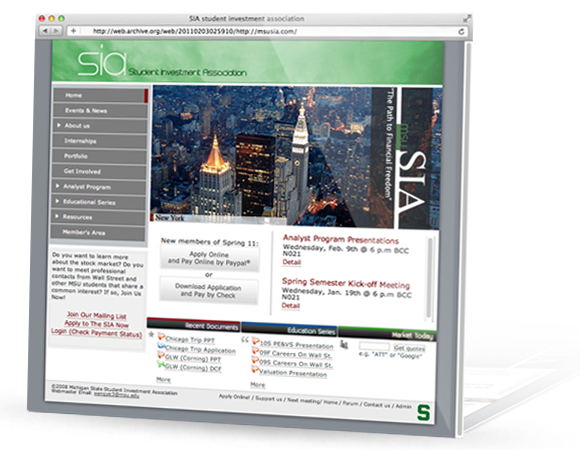 SIA student investment association
http://web.archive.org/web/20110203025910/http://msusia.com/
sia Student Investment Association
Home
Events & News
About us
Internships
Portfolio
Get Involved
Analyst Program
Educational Series
Resources
Member's Area
"The Path to Financial Freedom"
msu
SIA
New York
Do you want to learn more
about the stock market? Do you
want to meet professional
contacts from Wall Street and
other MSU students that share a
common interest? If so, Join Us
Now!
Join Our Mailing List
Apply to The SIA Now
Login (Check Payment Status)
New members of Spring 11:
Apply Online
and Pay Online by Paypal®
or
Download Application
and Pay by Check
Analyst Program Presentations
Wednesday, Feb. 9th @ 6 p.m BCC
N021
Detail
Spring Semester Kick-off Meeting
Wednesday, Jan. 19th @ 6 p.m BCC
N021
Detail
Recent Documents
Chicago Trip PPT
Chicago Trip Application
GLW (Corning) PPT
GLW (Corning) DCF
More
Education Series
10S PE&VS Presentation
09F Careers On Wall St.
09S Careers On Wall St.
Valuation Presentation
More
Market Today
Get quotes
e.g. "ATT" or "Google"
©2008 Michigan State Student Investment Association
Webmaster Email:
Apply Online! / Support us / Next meeting/ Home / Forum / Contact us / Admin
S